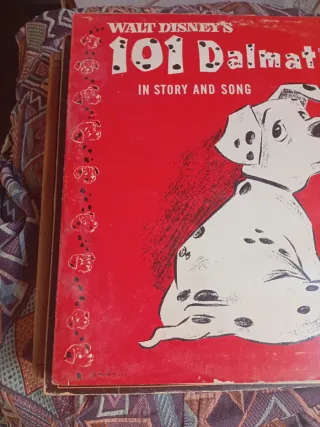 WALT DISNEY'S
101 Dalmat
IN STORY AND SONG